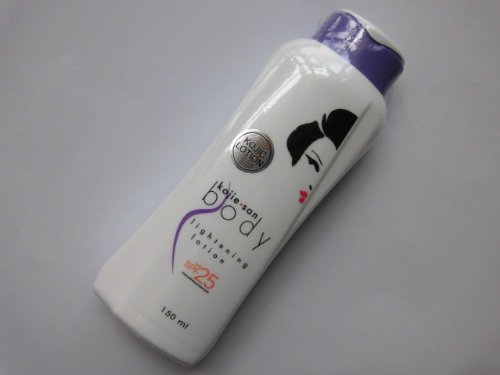 KOJIC
LOTION
kojie·san
body
lightening
lotion
SPF25
150 ml